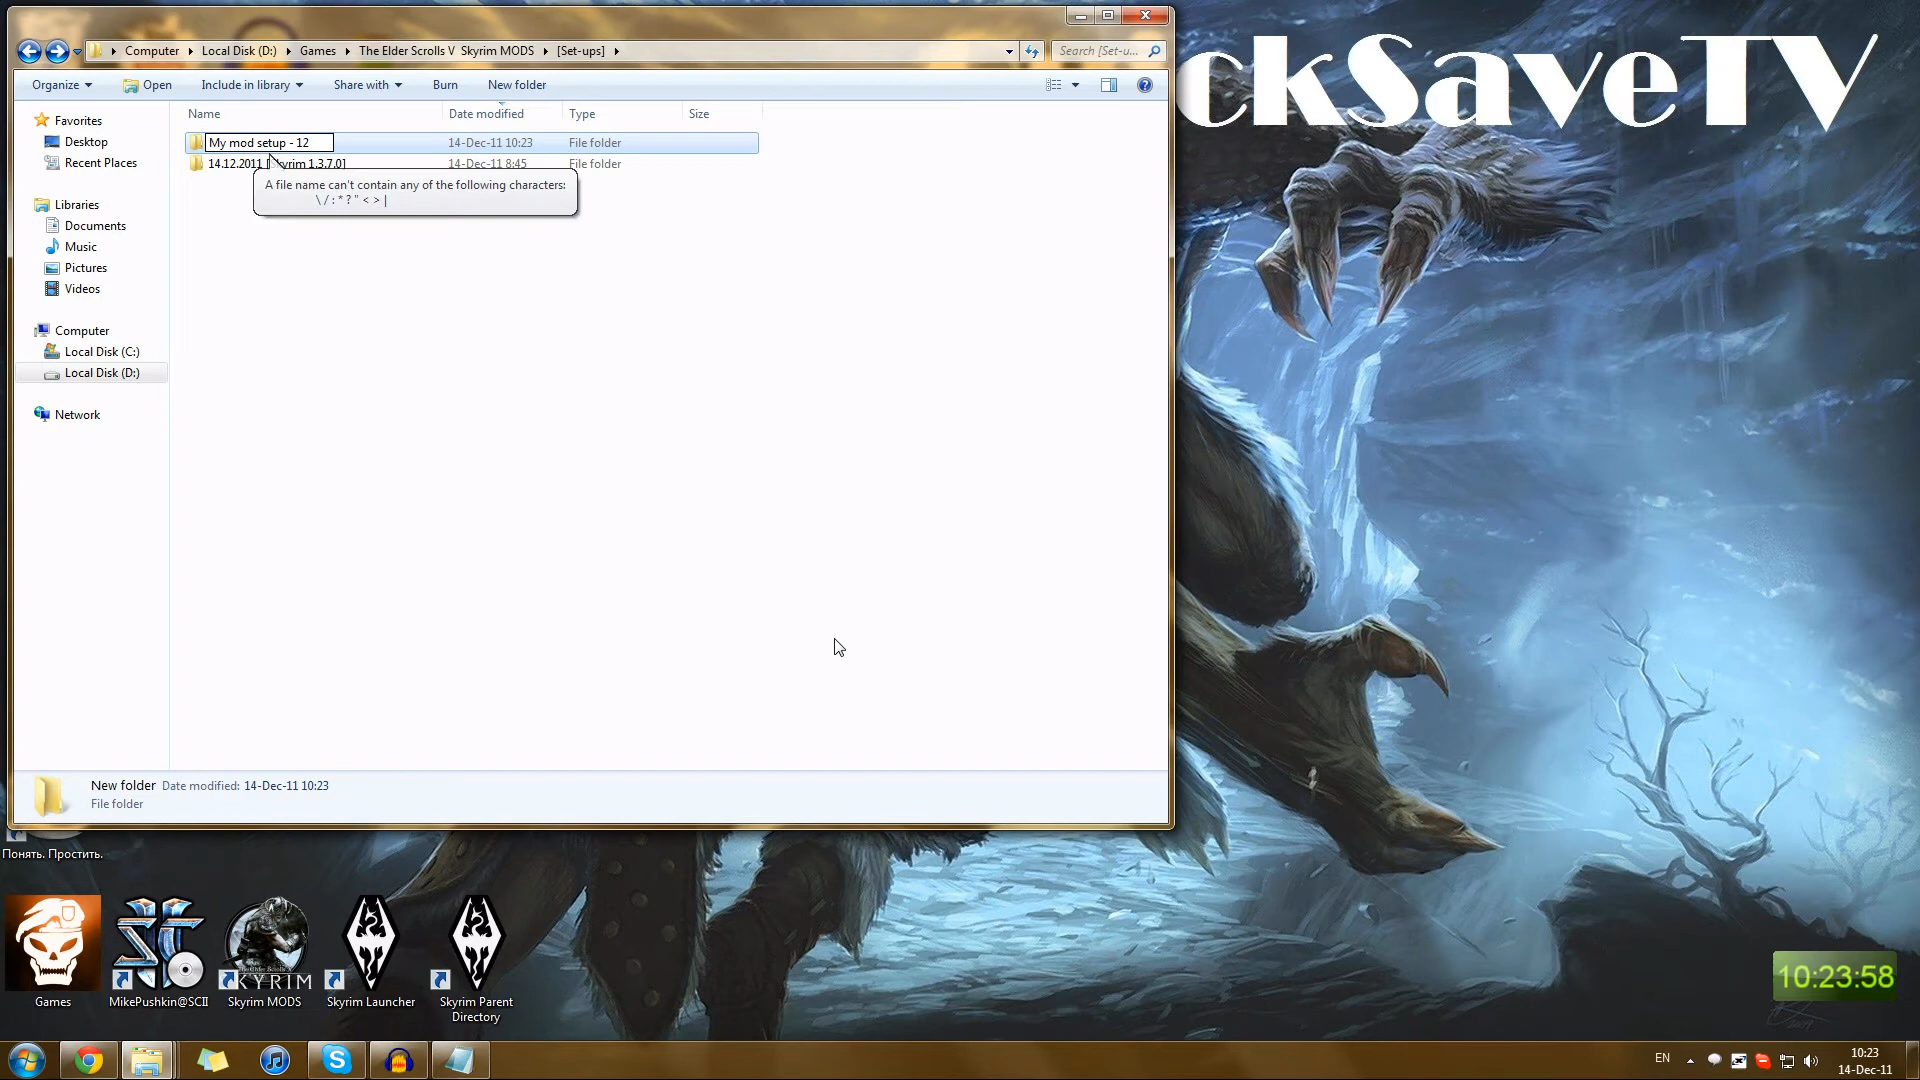 ckSaveTV
Computer
Local Disk (D:)
Games
The Elder Scrolls V Skyrim MODS
[Set-ups]
Search [Set-u...
Organize
Open
Include in library
Share with
Burn
New folder
Name
Date modified
Type
Size
My mod setup - 12
14-Dec-11 10:23
File folder
14.12.2011 [Skyrim 1.3.7.0]
14-Dec-11 8:45
File folder
A file name can't contain any of the following characters:
\ / : * ? " < > |
Favorites
Desktop
Recent Places
Libraries
Documents
Music
Pictures
Videos
Computer
Local Disk (C:)
Local Disk (D:)
Network
New folder Date modified: 14-Dec-11 10:23
File folder
Понять. Простить.
Games
MikePushkin@SCII
Skyrim MODS
Skyrim Launcher
Skyrim Parent
Directory
10:23:58
EN
10:23
14-Dec-11